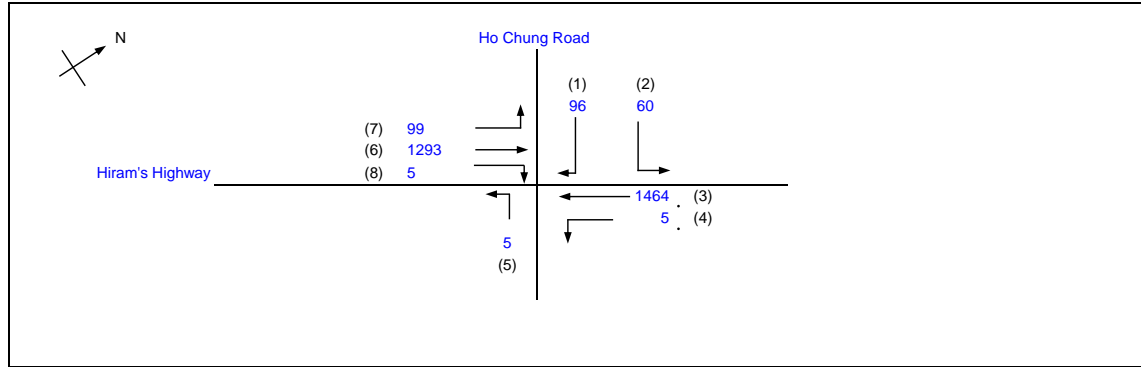 N
Ho Chung Road
(1) (2)
96 60
(7) 99
(6) 1293
(8) 5
Hiram's Highway
1464 . (3)
5 . (4)
5
(5)